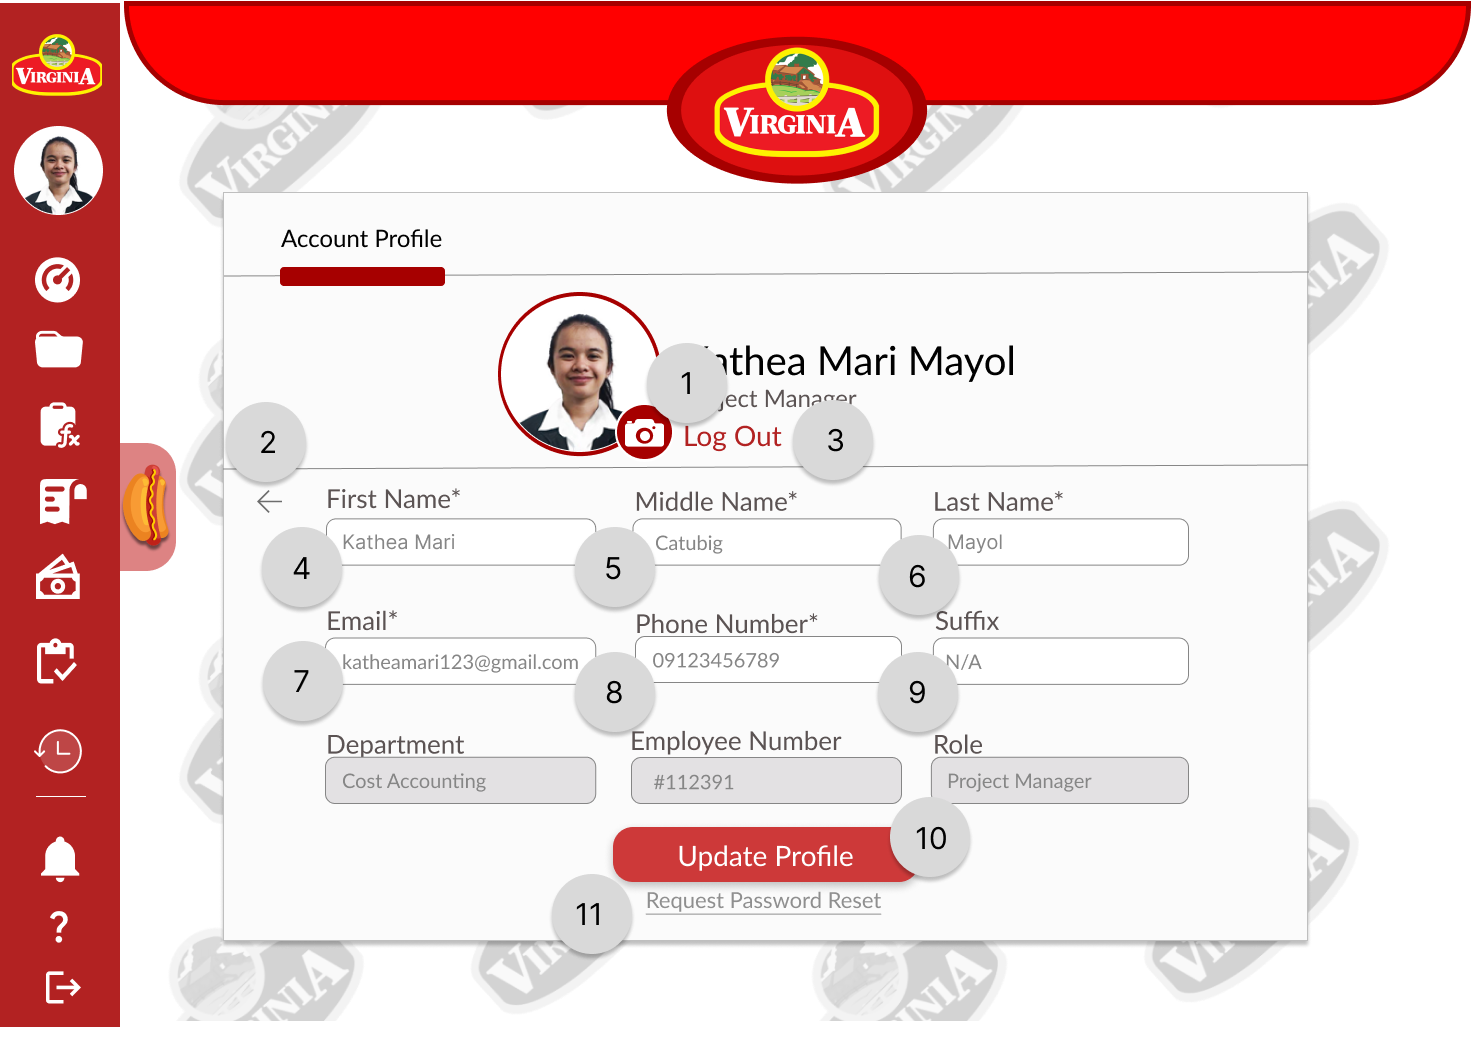 VIRGINIA
VIRGINIA
Account Profile
athea Mari Mayol
1
ject Manager
Log Out
3
2
First Name*
Middle Name*
Last Name*
Kathea Mari
Catubig
Mayol
4
5
6
Email*
Phone Number*
Suffix
katheamari123@gmail.com
09123456789
N/A
7
8
9
Department
Employee Number
Role
Cost Accounting
#112391
Project Manager
Update Profile
10
Request Password Reset
11
fx
?
VIRGINIA